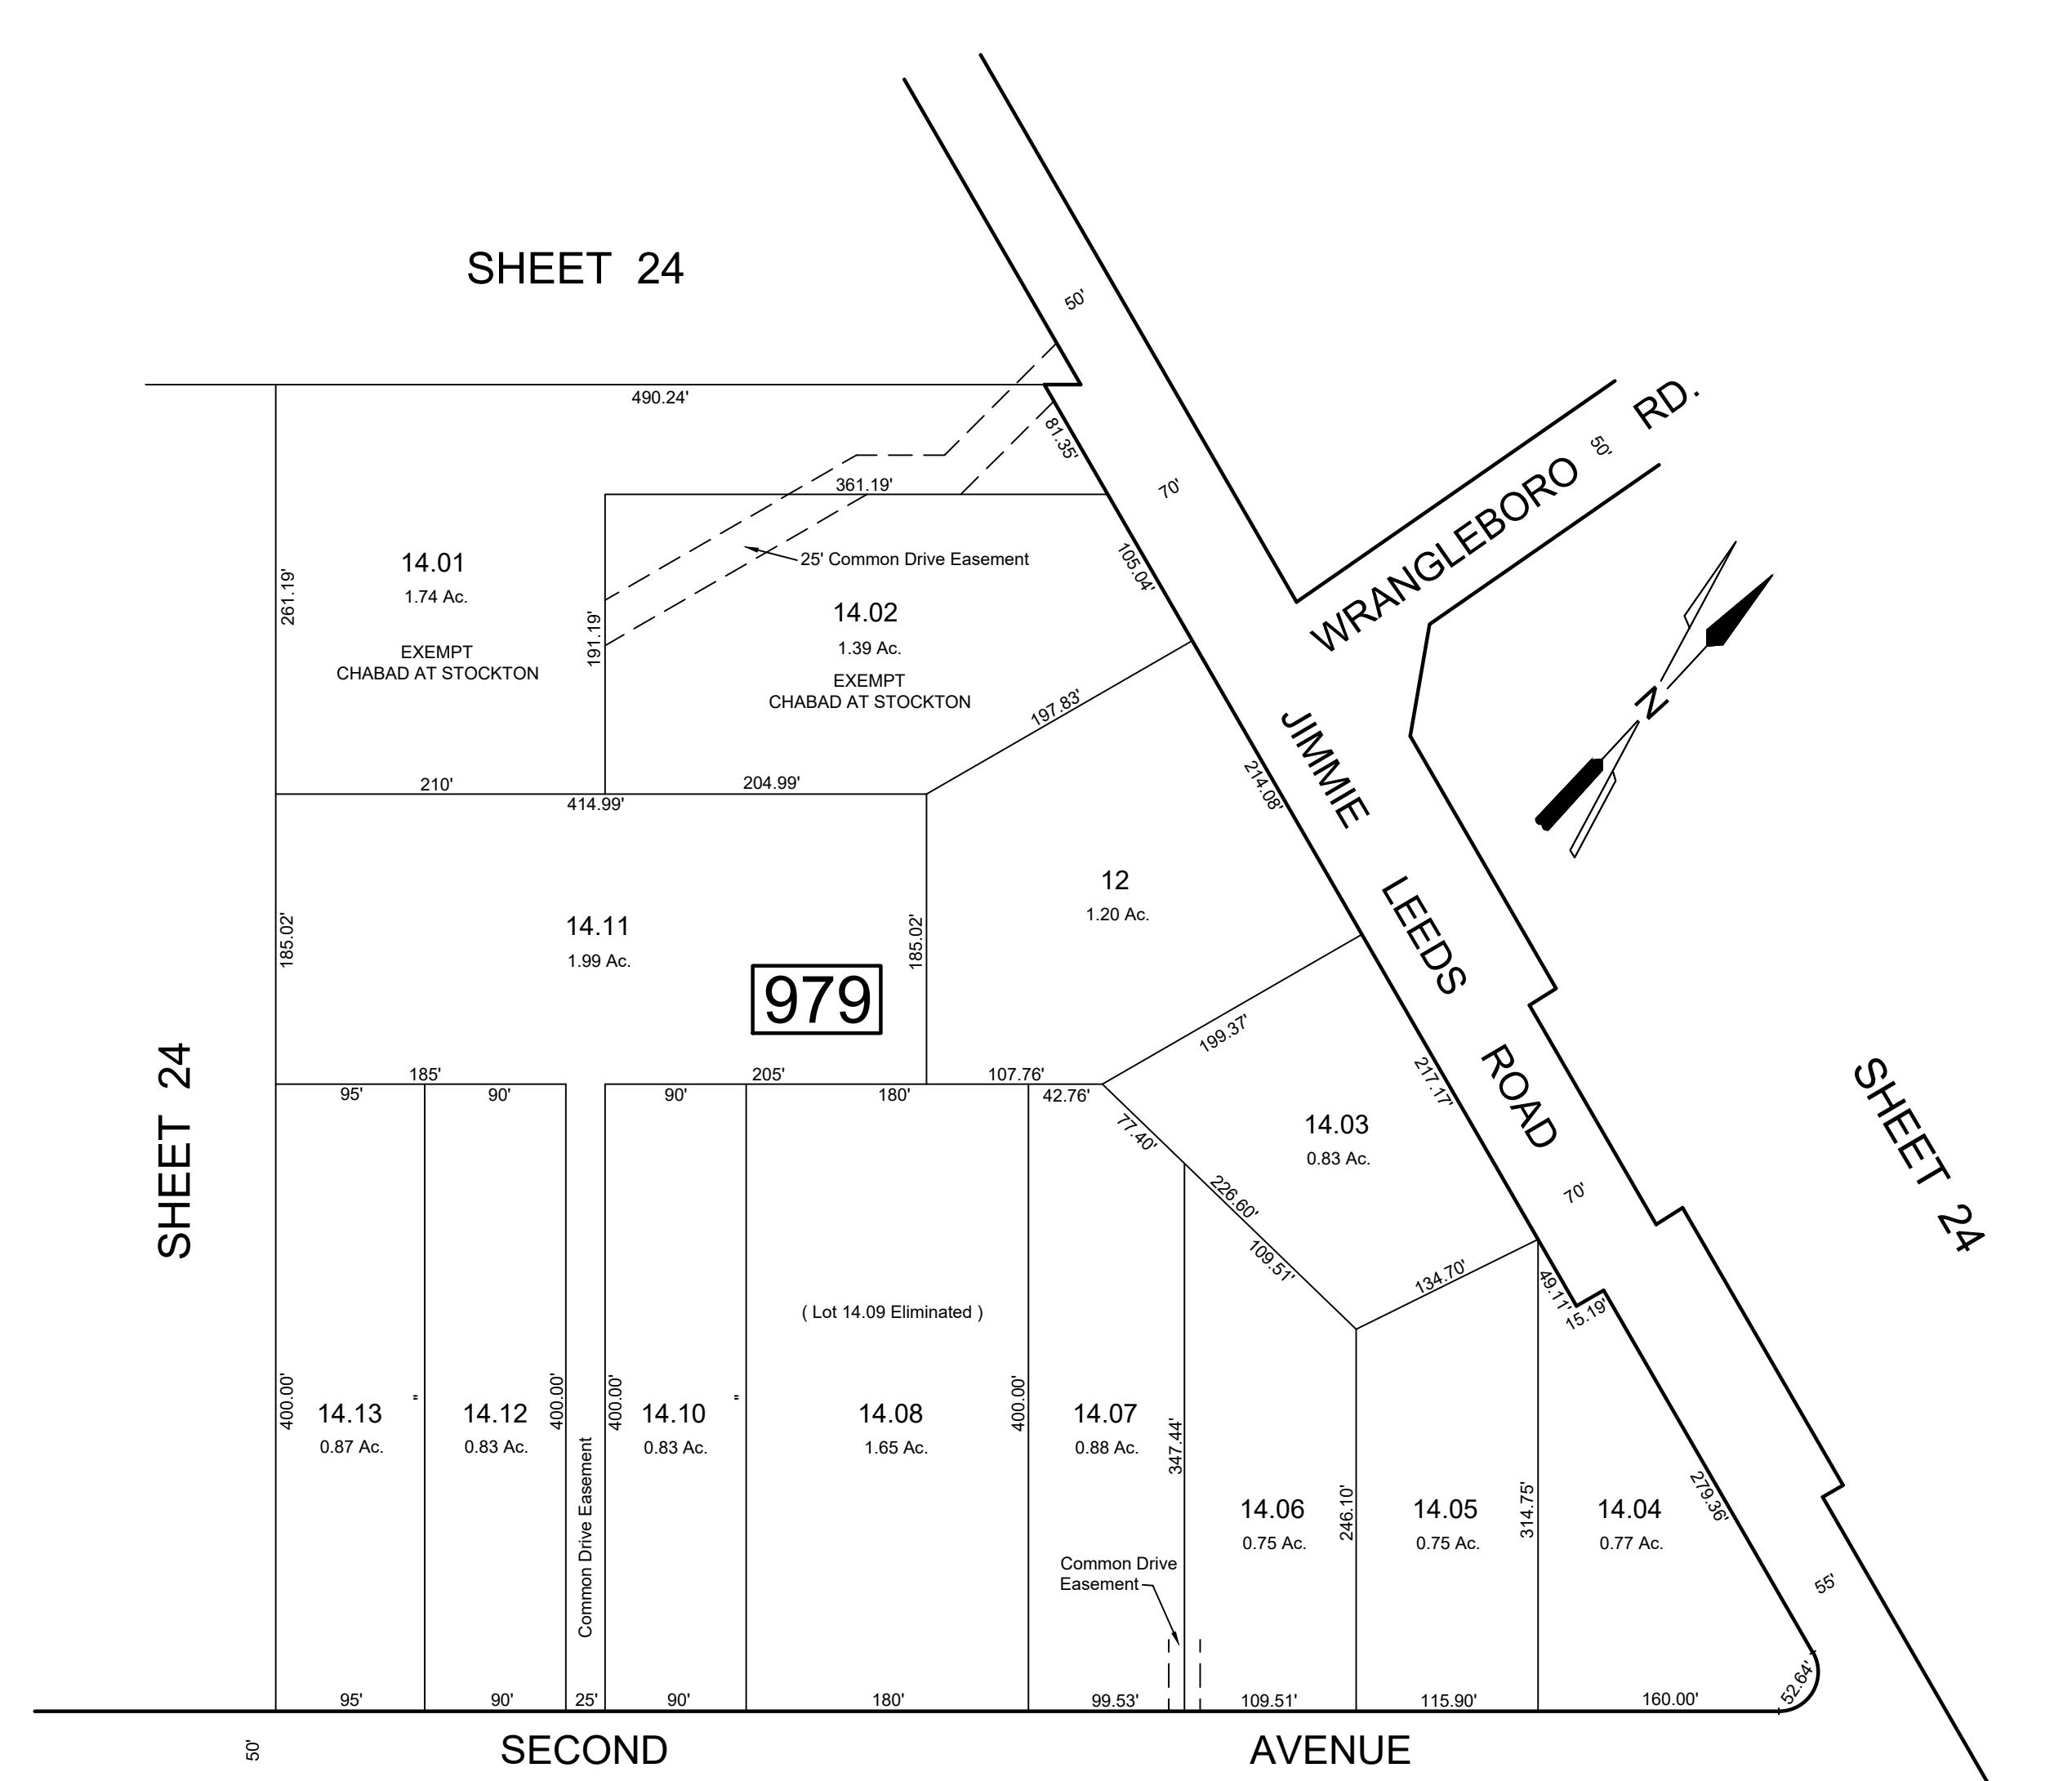 SHEET 24
50'
490.24'
81.35'
RD.
50'
WRANGLEBORO
70'
361.19'
14.01
1.74 Ac.
EXEMPT
CHABAD AT STOCKTON
261.19'
191.19'
25' Common Drive Easement
105.04'
14.02
1.39 Ac.
EXEMPT
CHABAD AT STOCKTON
197.83'
N
210'
204.99'
414.99'
214.08'
JIMMIE LEEDS ROAD
12
1.20 Ac.
14.11
1.99 Ac.
185.02'
185.02'
979
199.37'
217.17'
SHEET 24
SHEET 24
185'
205'
107.76'
95'
90'
90'
180'
42.76'
77.40'
14.03
0.83 Ac.
226.60'
109.51'
134.70'
70'
49.11'
15.19'
( Lot 14.09 Eliminated )
400.00'
14.13
0.87 Ac.
"
14.12
0.83 Ac.
400.00'
Common Drive Easement
400.00'
14.10
0.83 Ac.
"
14.08
1.65 Ac.
400.00'
14.07
0.88 Ac.
347.44'
14.06
0.75 Ac.
246.10'
14.05
0.75 Ac.
314.75'
14.04
0.77 Ac.
279.36'
Common Drive
Easement
55'
52.64'
95'
90'
25'
90'
180'
99.53'
109.51'
115.90'
160.00'
50'
SECOND AVENUE